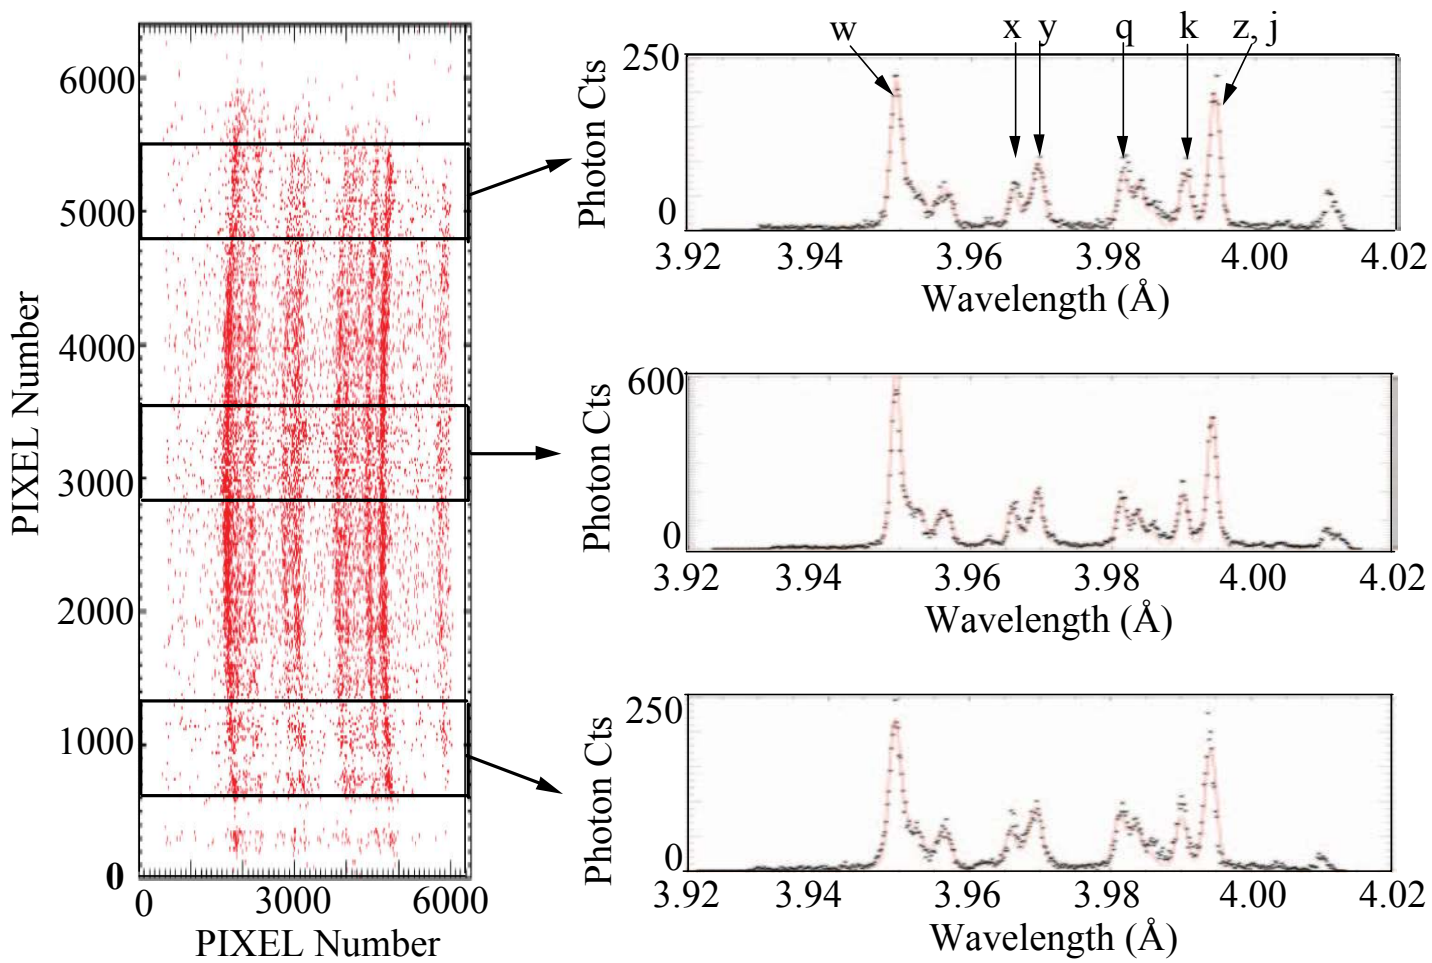 PIXEL Number
6000
5000
4000
3000
2000
1000
0
0
3000
6000
PIXEL Number
w
x
y
q
k
z, j
Photon Cts
250
0
3.92
3.94
3.96
3.98
4.00
4.02
Wavelength (Å)
Photon Cts
600
0
3.92
3.94
3.96
3.98
4.00
4.02
Wavelength (Å)
Photon Cts
250
0
3.92
3.94
3.96
3.98
4.00
4.02
Wavelength (Å)